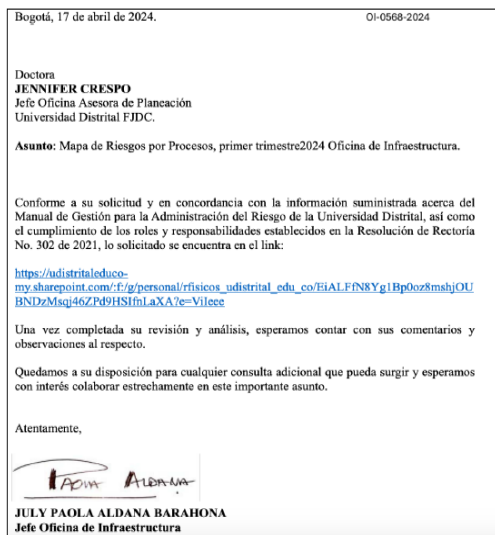 Bogotá, 17 de abril de 2024. OI-0568-2024
Doctora
JENNIFER CRESPO
Jefe Oficina Asesora de Planeación
Universidad Distrital FJDC.
Asunto: Mapa de Riesgos por Procesos, primer trimestre2024 Oficina de Infraestructura.
Conforme a su solicitud y en concordancia con la información suministrada acerca del
Manual de Gestión para la Administración del Riesgo de la Universidad Distrital, así como
el cumplimiento de los roles y responsabilidades establecidos en la Resolución de Rectoría
No. 302 de 2021, lo solicitado se encuentra en el link:
https://udistritaleduco-
my.sharepoint.com/:f:/g/personal/rfisicos_udistrital_edu_co/EiALFfN8Yg1Bp0oz8mshjOU
BNDzMsqj46ZPd9HSIfnLaXA?e=ViIeee
Una vez completada su revisión y análisis, esperamos contar con sus comentarios y
observaciones al respecto.
Quedamos a su disposición para cualquier consulta adicional que pueda surgir y esperamos
con interés colaborar estrechamente en este importante asunto.
Atentamente,
PAOLA ALDANA
JULY PAOLA ALDANA BARAHONA
Jefe Oficina de Infraestructura